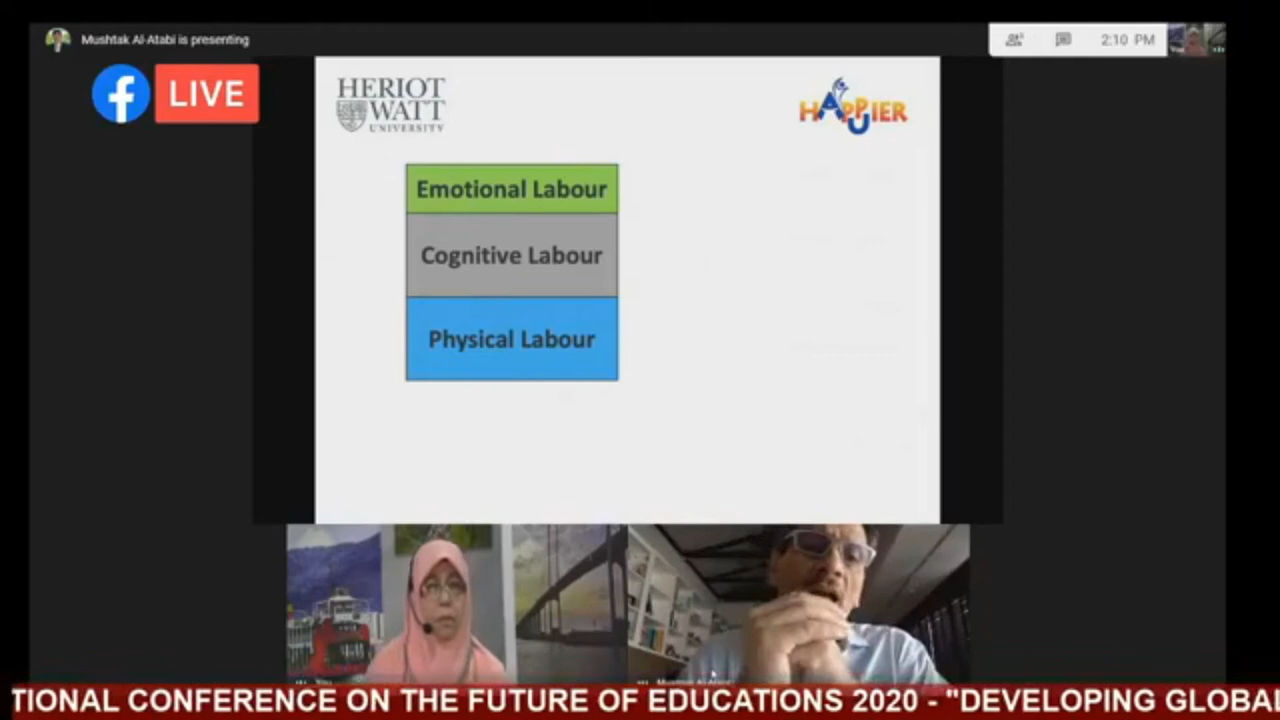 Mushtak Al-Atabi is presenting
2:10 PM
LIVE
HERIOT
WATT
UNIVERSITY
HAPPIER
U
Emotional Labour
Cognitive Labour
Physical Labour
TIONAL CONFERENCE ON THE FUTURE OF EDUCATIONS 2020 - "DEVELOPING GLOBAL